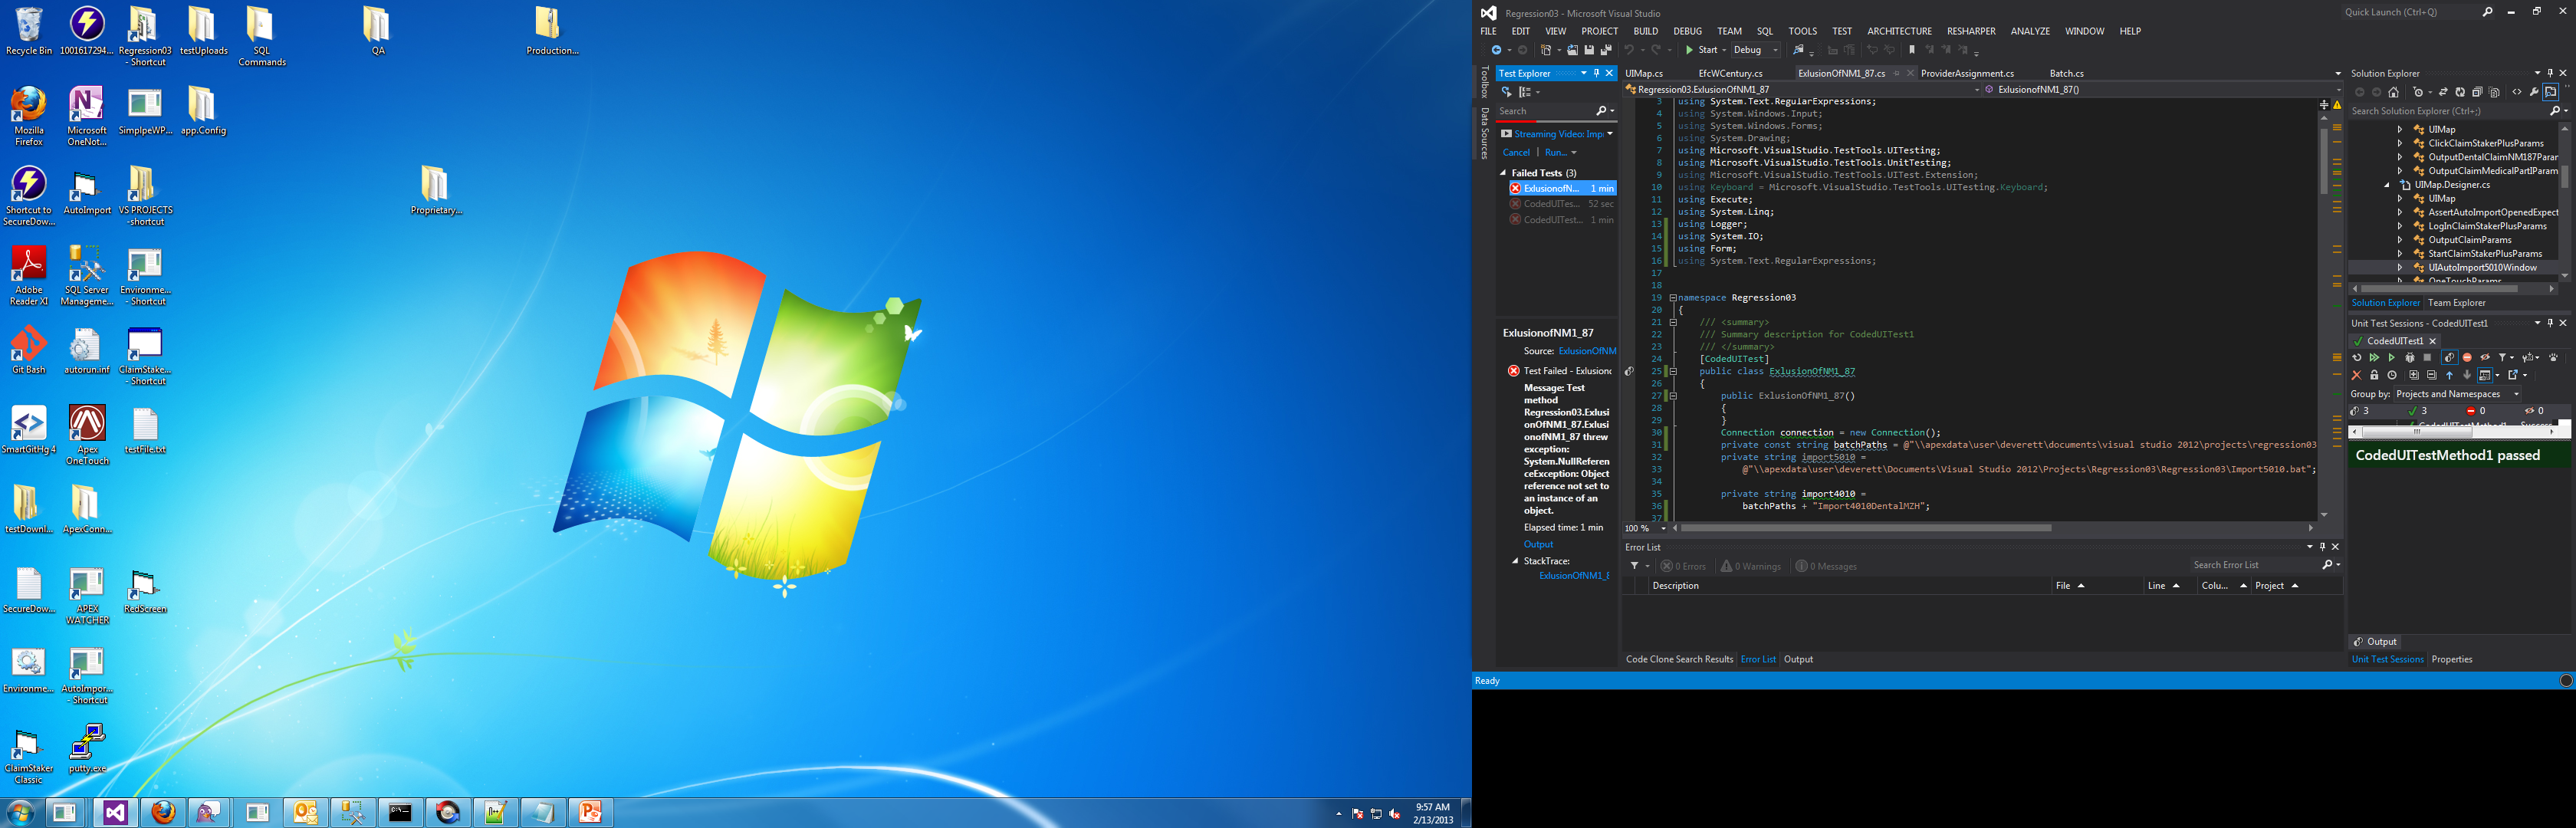 Recycle Bin
1001617294...
Regression03 - Shortcut
testUploads
SQL Commands
QA
Production...
Mozilla Firefox
Microsoft OneNot...
SimplpeWP...
app.Config
Shortcut to SecureDow...
AutoImport
VS PROJECTS -shortcut
Proprietary...
Adobe Reader XI
SQL Server Manageme...
Environme... - Shortcut
Git Bash
autorun.inf
ClaimStake... - Shortcut
SmartGitHg 4
Apex OneTouch
testFile.txt
testDownl...
ApexConn...
SecureDow...
APEX WATCHER
RedScreen
Environme...
AutoImpor... - Shortcut
ClaimStaker Classic
putty.exe
9:57 AM
2/13/2013
Regression03 - Microsoft Visual Studio
Quick Launch (Ctrl+Q)
FILE EDIT VIEW PROJECT BUILD DEBUG TEAM SQL TOOLS TEST ARCHITECTURE RESHARPER ANALYZE WINDOW HELP
Start Debug
Toolbox
Data Sources
Test Explorer
Search
Streaming Video: Impr
Cancel | Run...
Failed Tests (3)
ExlusionofN... 1 min
CodedUITes... 52 sec
CodedUITest... 1 min
ExlusionofNM1_87
Source: ExlusionOfNM
Test Failed - Exlusionc
Message: Test
method
Regression03.Exlusi
onOfNM1_87.Exlusi
onofNM1_87 threw
exception:
System.NullReferen
ceException: Object
reference not set to
an instance of an
object.
Elapsed time: 1 min
Output
StackTrace:
ExlusionOfNM1_8
UIMap.cs EfcWCentury.cs ExlusionOfNM1_87.cs ProviderAssignment.cs Batch.cs
Regression03.ExlusionOfNM1_87 ExlusionofNM1_87()
3 using System.Text.RegularExpressions;
4 using System.Windows.Input;
5 using System.Windows.Forms;
6 using System.Drawing;
7 using Microsoft.VisualStudio.TestTools.UITesting;
8 using Microsoft.VisualStudio.TestTools.UnitTesting;
9 using Microsoft.VisualStudio.TestTools.UITest.Extension;
10 using Keyboard = Microsoft.VisualStudio.TestTools.UITesting.Keyboard;
11 using Execute;
12 using System.Linq;
13 using Logger;
14 using System.IO;
15 using Form;
16 using System.Text.RegularExpressions;
17
18
19 namespace Regression03
20 {
21 /// <summary>
22 /// Summary description for CodedUITest1
23 /// </summary>
24 [CodedUITest]
25 public class ExlusionOfNM1_87
26 {
27 public ExlusionOfNM1_87()
28 {
29 }
30 Connection connection = new Connection();
31 private const string batchPaths = @"\\apexdata\user\deverett\documents\visual studio 2012\projects\regression03
32 private string import5010 =
33 @"\\apexdata\user\deverett\Documents\Visual Studio 2012\Projects\Regression03\Regression03\Import5010.bat";
34
35 private string import4010 =
36 batchPaths + "Import4010DentalMZH";
37
100 %
Error List
0 Errors 0 Warnings 0 Messages
Search Error List
Description File Line Colu... Project
Code Clone Search Results Error List Output
Solution Explorer
Search Solution Explorer (Ctrl+;)
UIMap
ClickClaimStakerPlusParams
OutputDentalClaimNM187Paran
OutputClaimMedicalPartIParam
UIMap.Designer.cs
UIMap
AssertAutoImportOpenedExpect
LogInClaimStakerPlusParams
OutputClaimParams
StartClaimStakerPlusParams
UIAutoImport5010Window
OneTouchParams
Solution Explorer Team Explorer
Unit Test Sessions - CodedUITest1
CodedUITest1
Group by: Projects and Namespaces
3 3 0 0
CodedUITestMethod1 Success
CodedUITestMethod1 passed
Output
Unit Test Sessions Properties
Ready